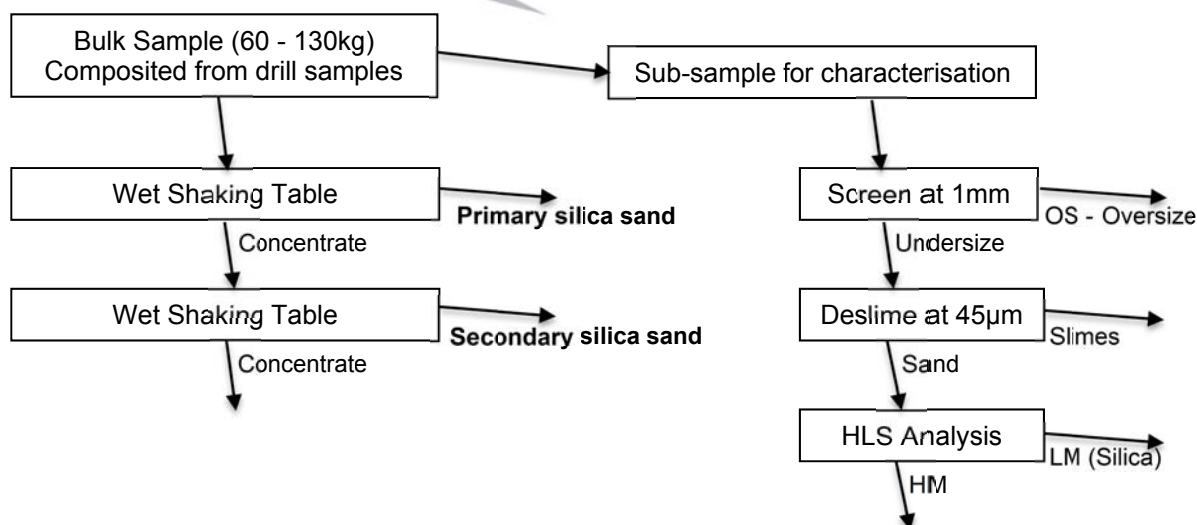 Bulk Sample (60 - 130kg)
Composited from drill samples
Sub-sample for characterisation
Wet Shaking Table
Primary silica sand
Concentrate
Wet Shaking Table
Secondary silica sand
Concentrate
Screen at 1mm
OS - Oversize
Undersize
Deslime at 45µm
Slimes
Sand
HLS Analysis
LM (Silica)
HM